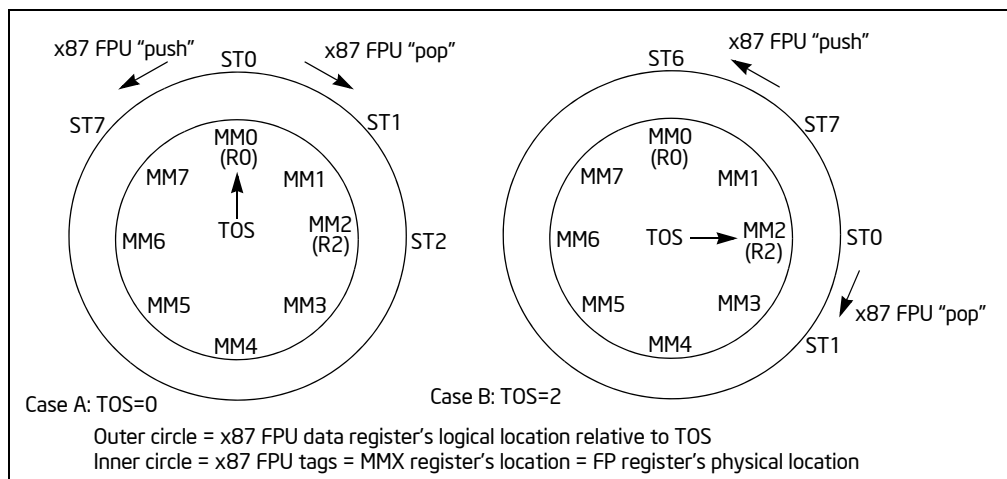 x87 FPU “push”
ST0
x87 FPU “pop”
ST7
ST1
MM0
(R0)
MM7
MM1
TOS
MM6
MM2
(R2)
ST2
MM5
MM3
MM4
Case A: TOS=0
x87 FPU “push”
ST6
ST7
MM0
(R0)
MM7
MM1
MM6
TOS
MM2
(R2)
ST0
MM5
MM3
x87 FPU “pop”
MM4
ST1
Case B: TOS=2
Outer circle = x87 FPU data register’s logical location relative to TOS
Inner circle = x87 FPU tags = MMX register’s location = FP register’s physical location